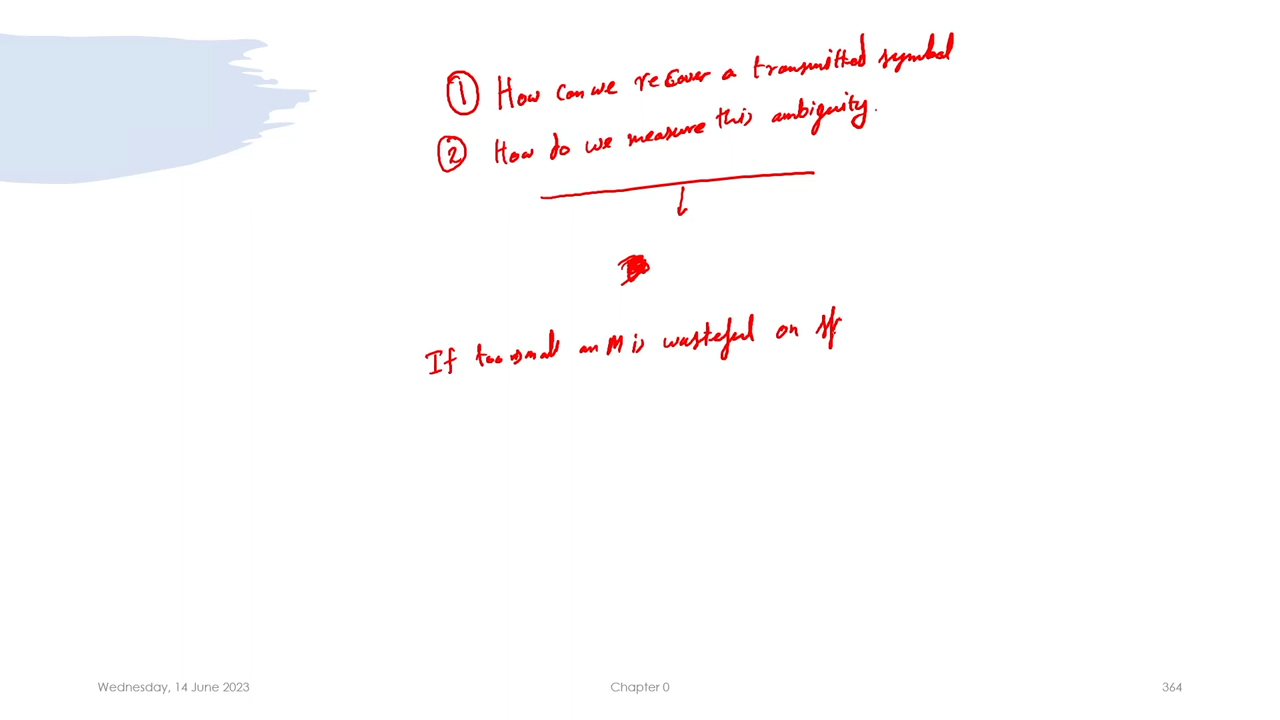 ① How can we recover a transmitted symbol
② How do we measure this ambiguity.
If too small an M is wasteful on sp
Wednesday, 14 June 2023
Chapter 0
364